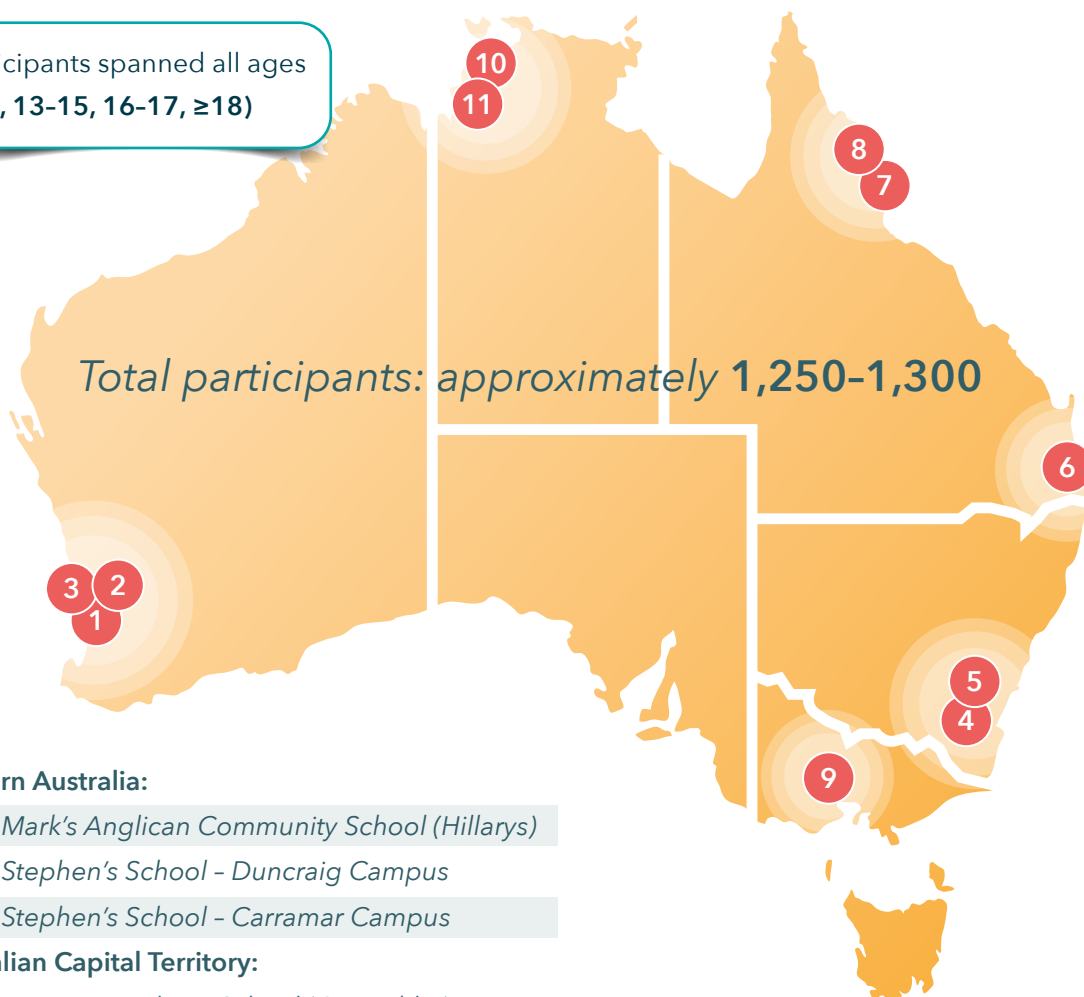 cipants spanned all ages
, 13–15, 16–17, ≥18)
10
11
8
7
Total participants: approximately 1,250–1,300
6
3
2
1
5
4
9
rn Australia:
Mark’s Anglican Community School (Hillarys)
Stephen’s School – Duncraig Campus
Stephen’s School – Carramar Campus
lian Capital Territory: